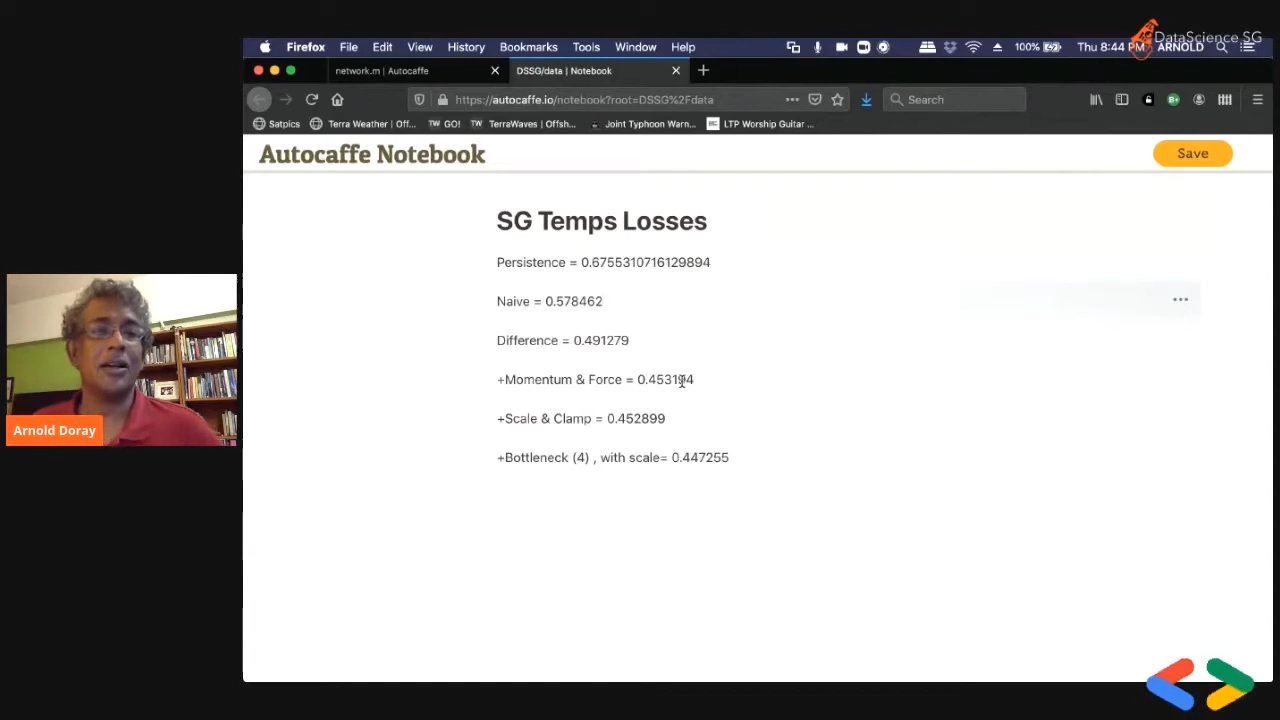 DataScience SG
Firefox File Edit View History Bookmarks Tools Window Help 100% Thu 8:44 PM ARNOLD
network.m | Autocaffe
DSSG/data | Notebook
https://autocaffe.io/notebook?root=DSSG%2Fdata
Search
Satpics
Terra Weather | Off...
TW GO!
TW TerraWaves | Offsh...
Joint Typhoon Warn...
LTP Worship Guitar ...
Autocaffe Notebook
Save
SG Temps Losses
Persistence = 0.6755310716129894
Naive = 0.578462
Difference = 0.491279
+Momentum & Force = 0.453194
+Scale & Clamp = 0.452899
+Bottleneck (4) , with scale= 0.447255
Arnold Doray